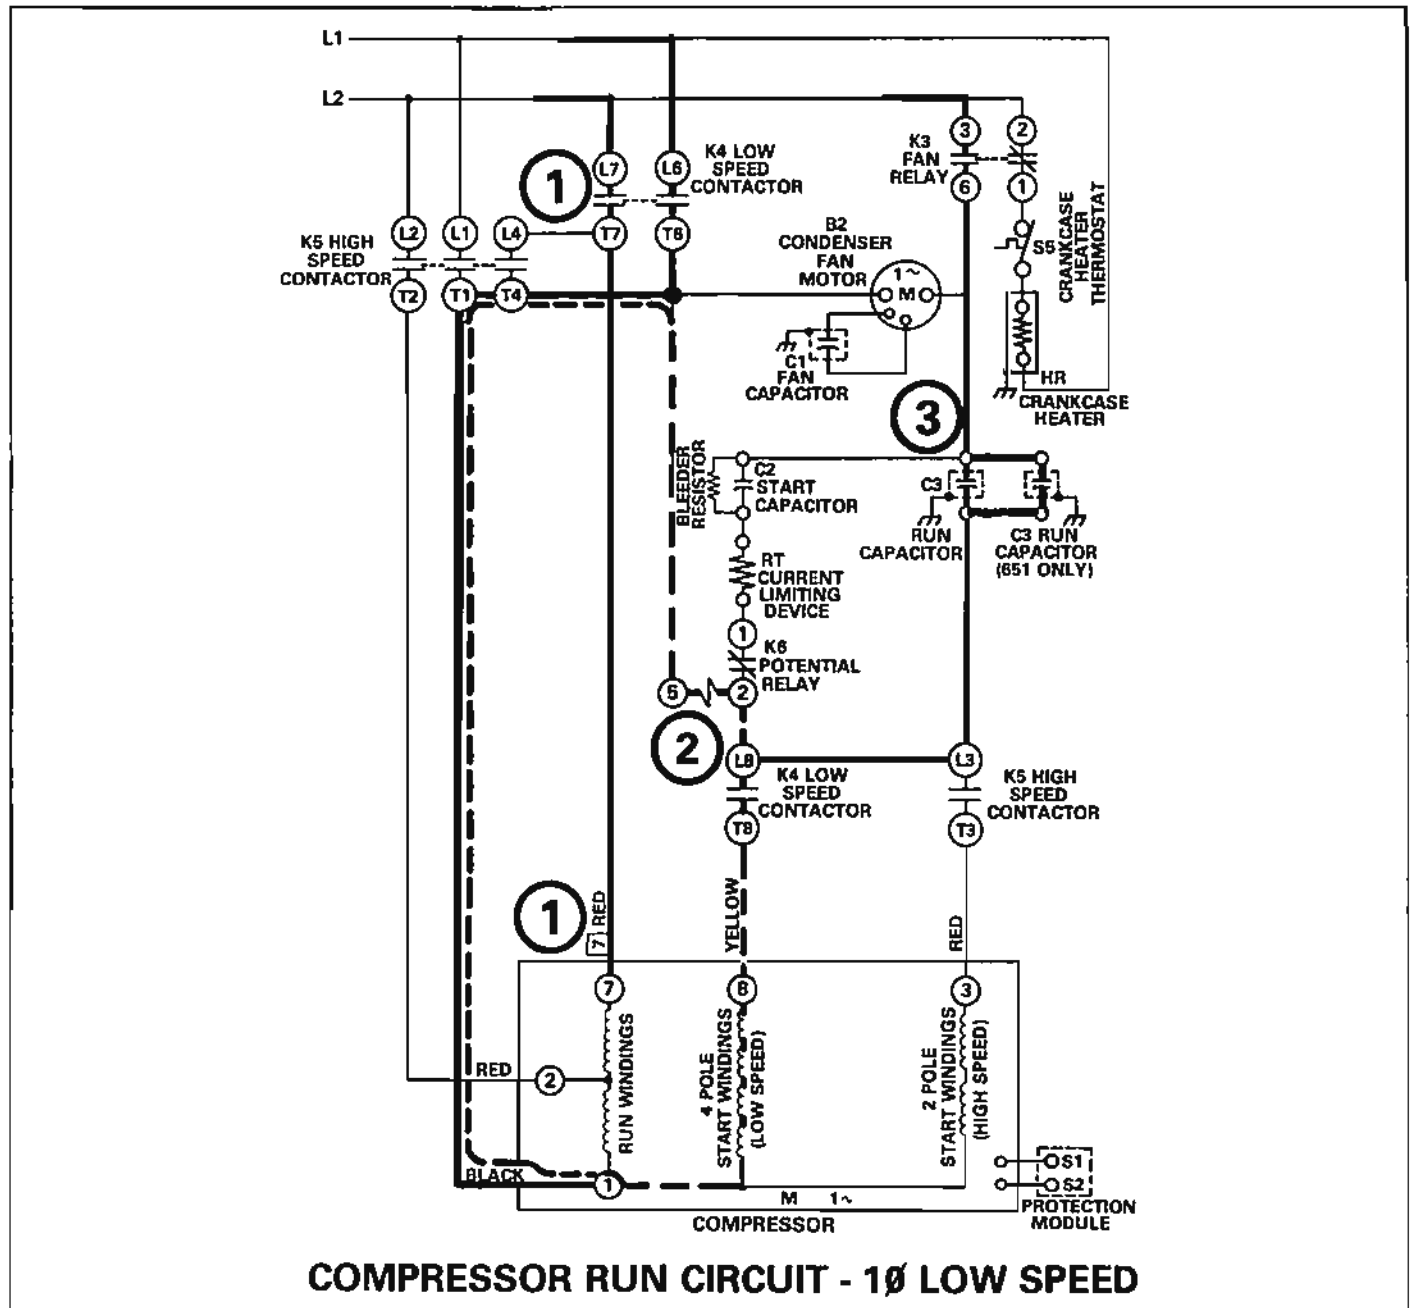 L1
L2
1
L7
L6
K4 LOW
SPEED
CONTACTOR
K3
FAN
RELAY
3
2
6
1
L2
L1
L4
T7
T6
K5 HIGH
SPEED
CONTACTOR
T2
T1
T4
B2
CONDENSER
FAN
MOTOR
1~
M
S5
CRANKCASE
HEATER
THERMOSTAT
C1
FAN
CAPACITOR
HR
CRANKCASE
HEATER
3
BLEEDER
RESISTOR
C2
START
CAPACITOR
C3
RUN
CAPACITOR
C3 RUN
CAPACITOR
(651 ONLY)
RT
CURRENT
LIMITING
DEVICE
1
K6
POTENTIAL
RELAY
5
2
2
L8
L3
K4 LOW
SPEED
CONTACTOR
K5 HIGH
SPEED
CONTACTOR
T8
T3
1
RED
7
YELLOW
RED
7
8
3
RED
2
RUN WINDINGS
4 POLE
START WINDINGS
(LOW SPEED)
2 POLE
START WINDINGS
(HIGH SPEED)
BLACK
1
M 1~
S1
S2
PROTECTION
MODULE
COMPRESSOR
COMPRESSOR RUN CIRCUIT - 1Ø LOW SPEED